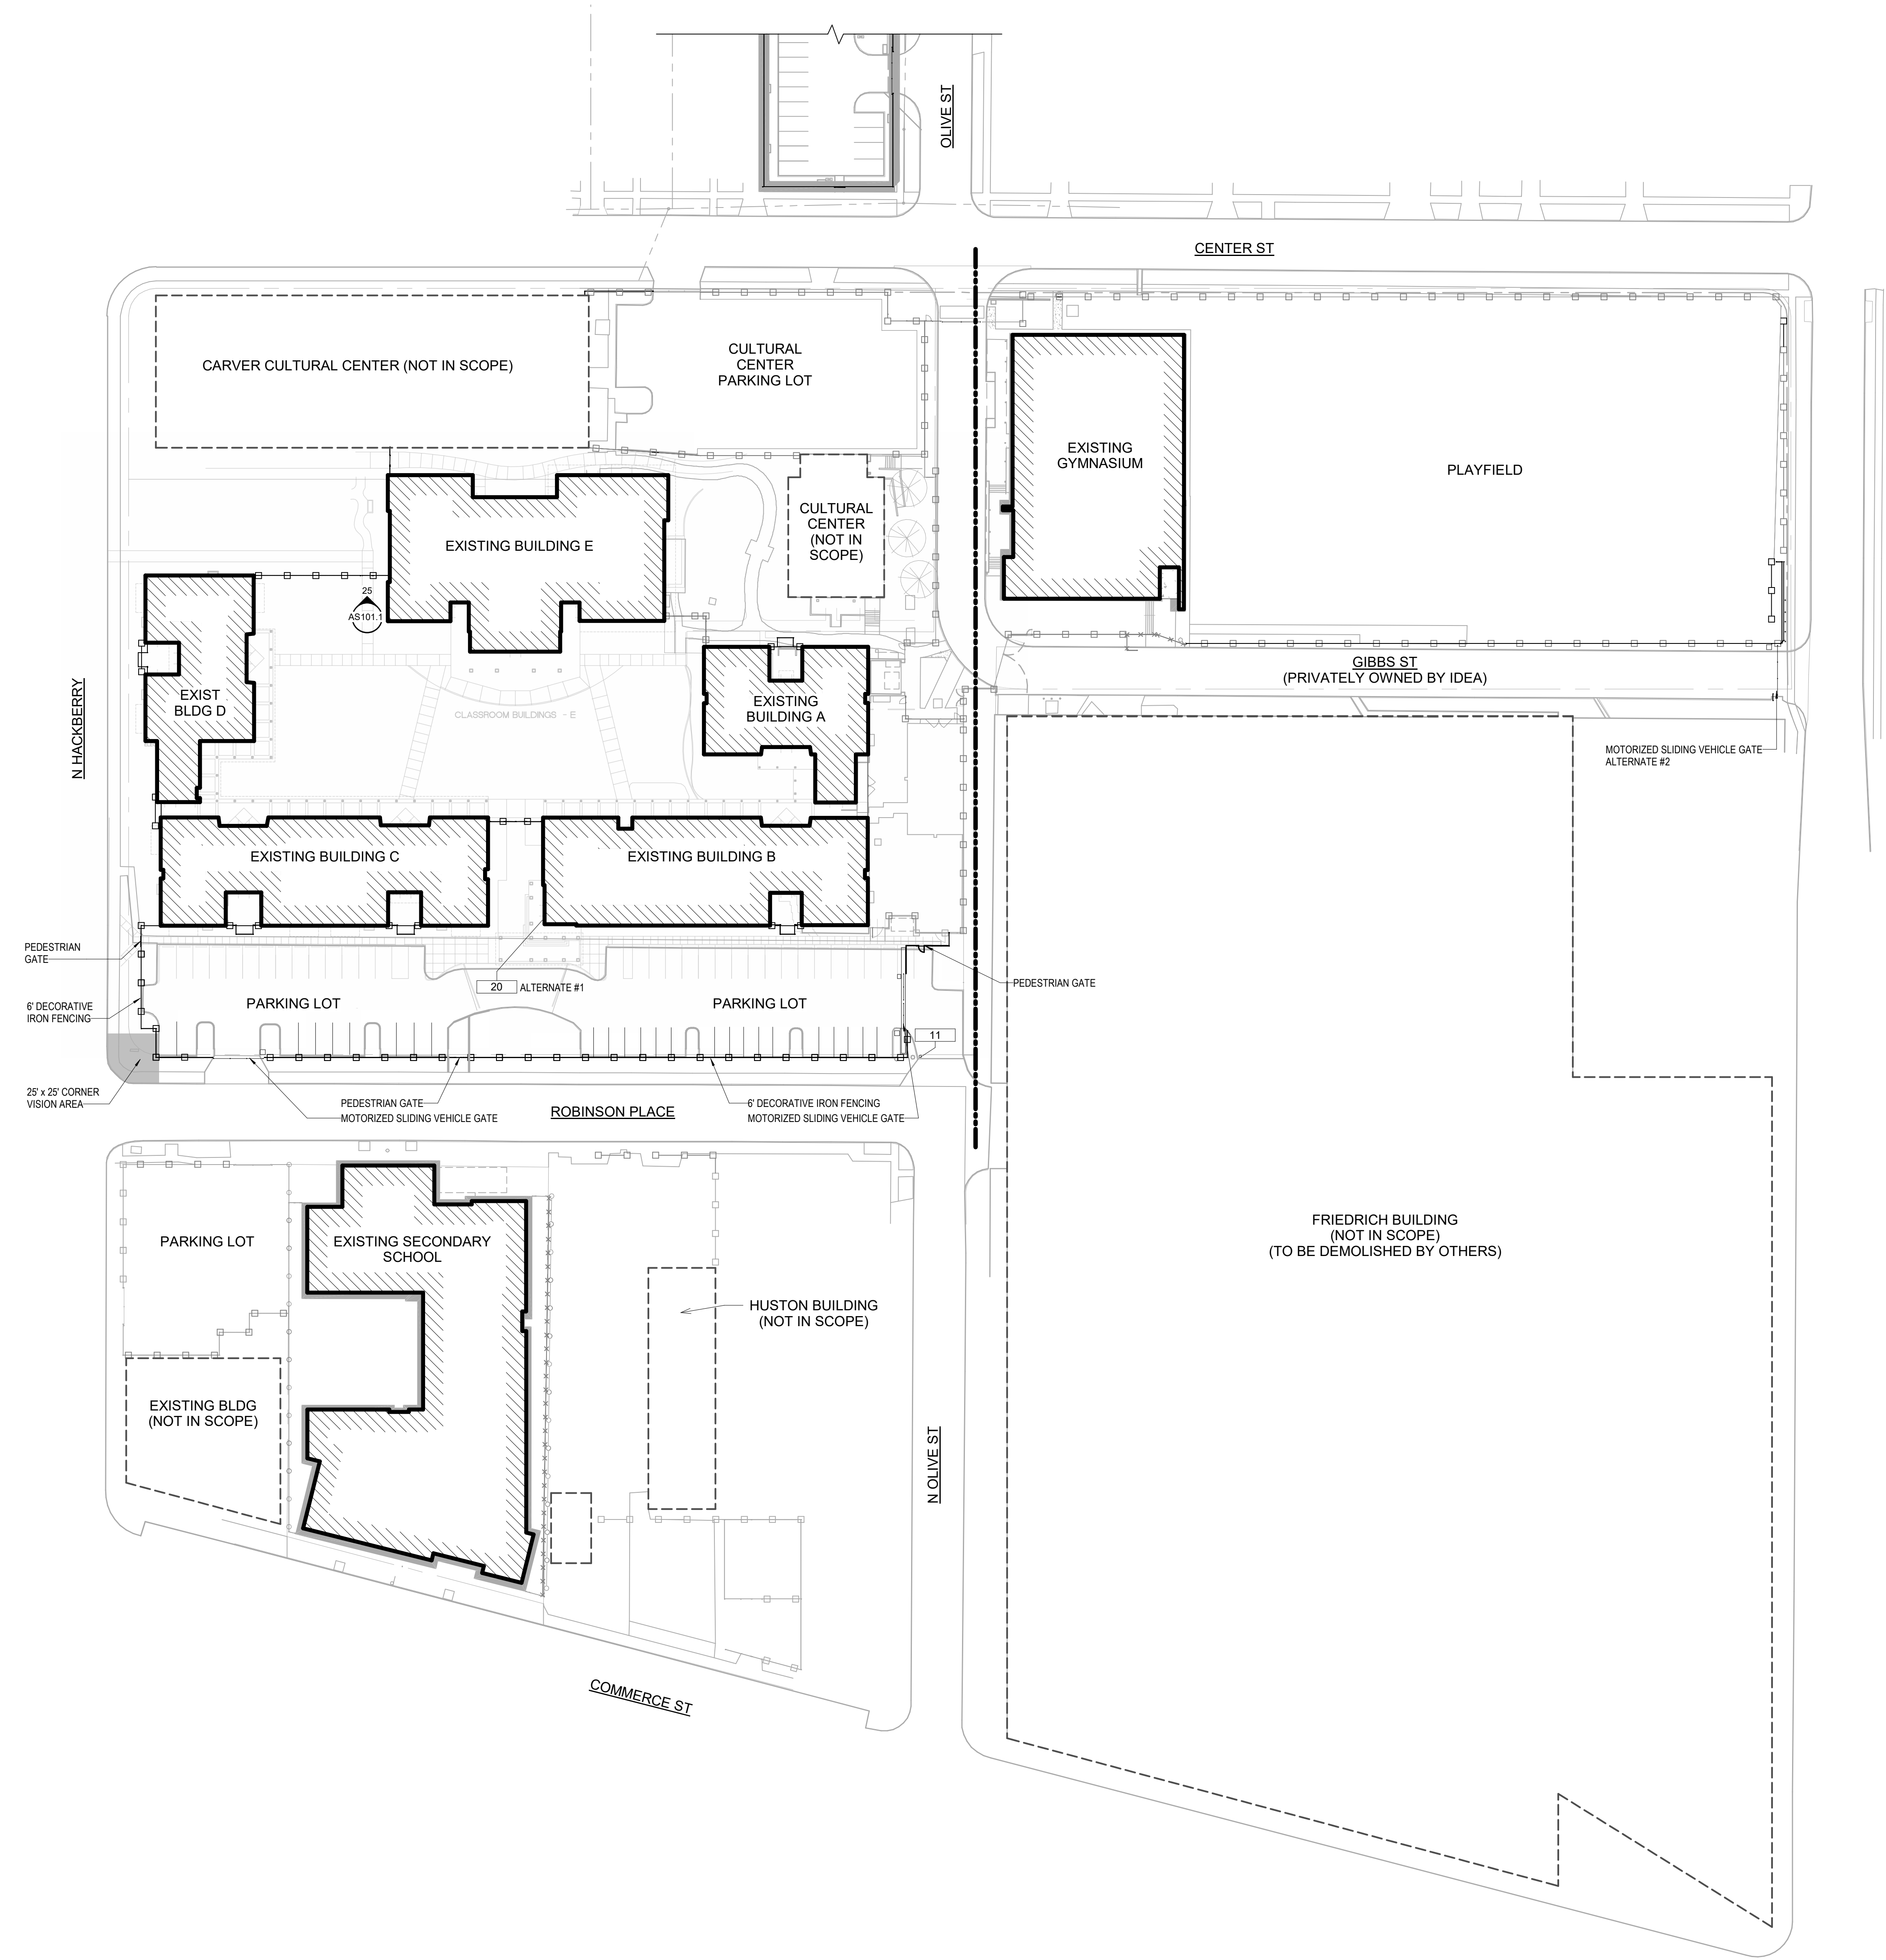 OLIVE ST
CENTER ST
CARVER CULTURAL CENTER (NOT IN SCOPE)
CULTURAL
CENTER
PARKING LOT
EXISTING
GYMNASIUM
PLAYFIELD
CULTURAL
CENTER
(NOT IN
SCOPE)
EXISTING BUILDING E
25
AS101.1
N HACKBERRY
EXIST
BLDG D
CLASSROOM BUILDINGS - E
EXISTING
BUILDING A
GIBBS ST
(PRIVATELY OWNED BY IDEA)
MOTORIZED SLIDING VEHICLE GATE
ALTERNATE #2
EXISTING BUILDING C
EXISTING BUILDING B
PEDESTRIAN
GATE
PEDESTRIAN GATE
20
ALTERNATE #1
6' DECORATIVE
IRON FENCING
PARKING LOT
PARKING LOT
11
25' x 25' CORNER
VISION AREA
PEDESTRIAN GATE
MOTORIZED SLIDING VEHICLE GATE
ROBINSON PLACE
6' DECORATIVE IRON FENCING
MOTORIZED SLIDING VEHICLE GATE
PARKING LOT
EXISTING SECONDARY
SCHOOL
FRIEDRICH BUILDING
(NOT IN SCOPE)
(TO BE DEMOLISHED BY OTHERS)
HUSTON BUILDING
(NOT IN SCOPE)
EXISTING BLDG
(NOT IN SCOPE)
N OLIVE ST
COMMERCE ST